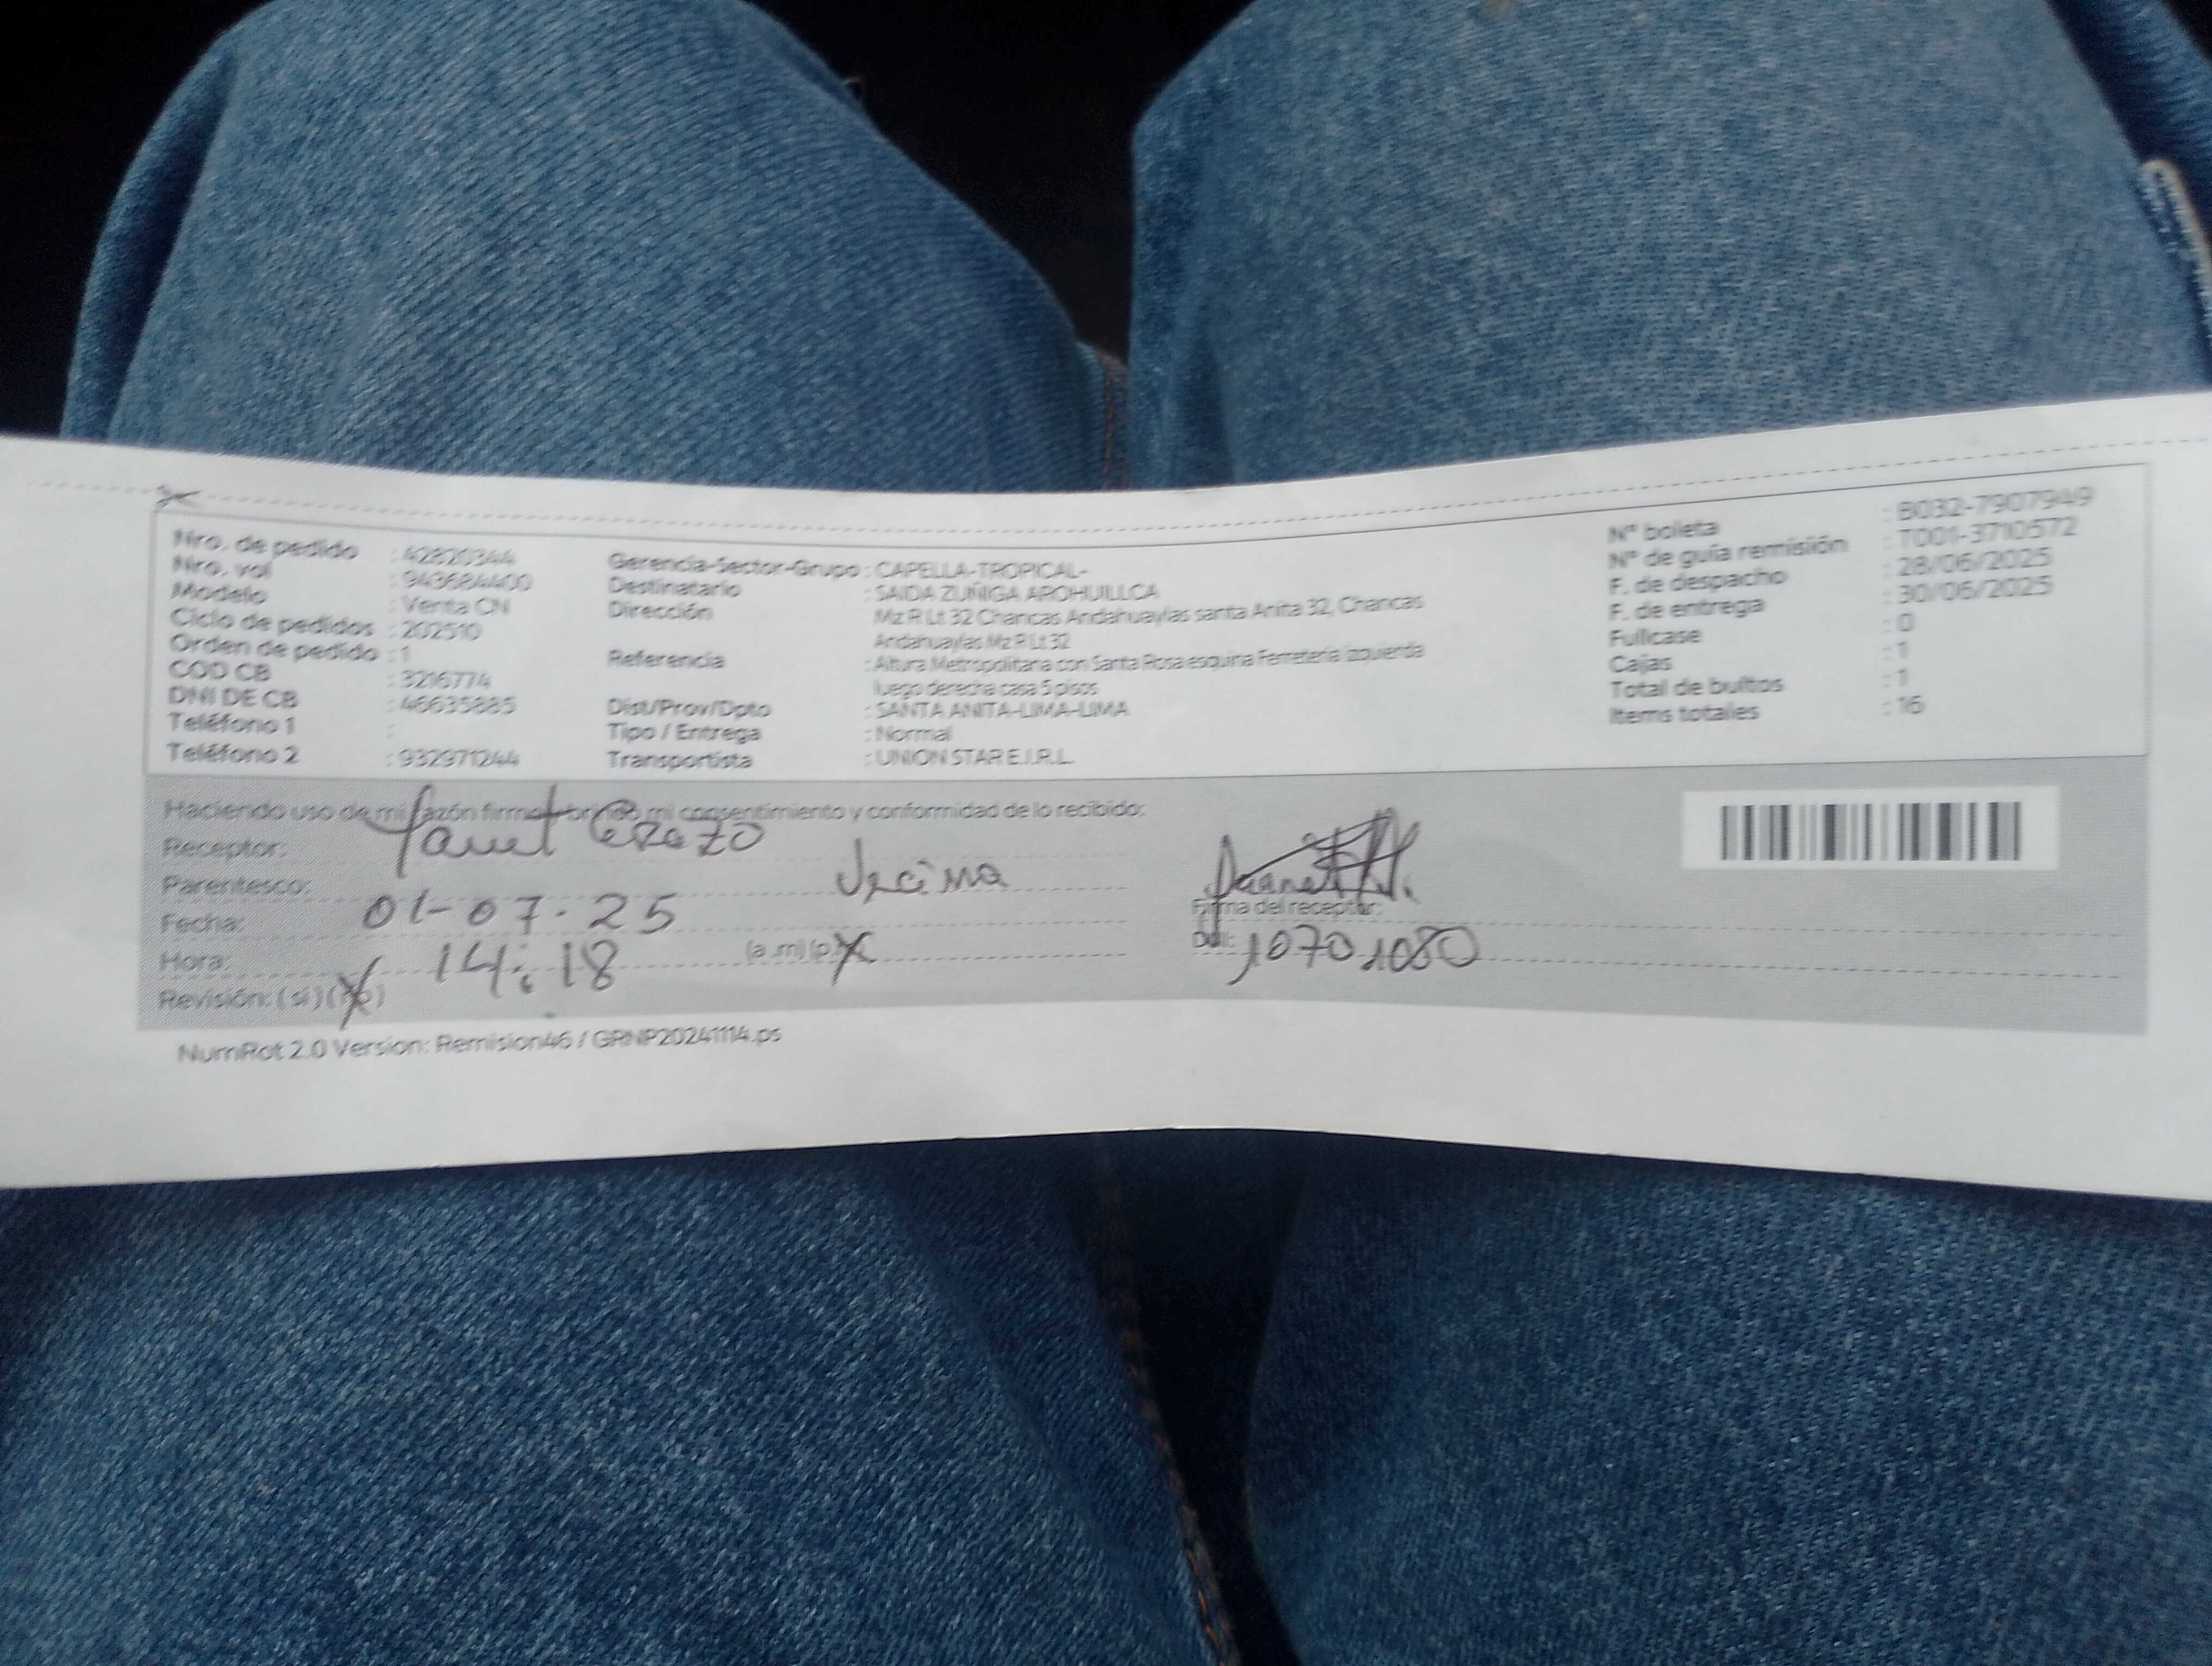 Nro. de pedido : 42820344
Nro. vol : 943684400
Modelo : Venta CN
Ciclo de pedidos : 202510
Orden de pedido : 1
COD CB : 3216774
DNI DE CB : 46635885
Teléfono 1 :
Teléfono 2 : 932971244
Gerencia-Sector-Grupo : CAPELLA-TROPICAL-
Destinatario : SAIDA ZUÑIGA AROHUILLCA
Dirección : Mz R Lt 32 Chancas Andahuaylas santa Anita 32, Chancas
Andahuaylas Mz R Lt 32
Referencia : Altura Metropolitana con Santa Rosa esquina Ferreteria izquierda
luego derecha casa 5 pisos
Dist/Prov/Dpto : SANTA ANITA-LIMA-LIMA
Tipo / Entrega : Normal
Transportista : UNION STAR E.I.R.L.
N° boleta : B032-7907949
N° de guía remisión : T001-3710572
F. de despacho : 28/06/2025
F. de entrega : 30/06/2025
Fullcase : 0
Cajas : 1
Total de bultos : 1
Items totales : 16
Haciendo uso de mi razón firmo brindo mi consentimiento y conformidad de lo recibido:
Receptor: Yanet
Parentesco: Vecina
Fecha: 01-07-25
Hora: 14:18 (a.m) (p
Revisión: (si) (no)
Firma del receptor:
DNI: 10701080
NumRot 2.0 Version: Remision46 / GRNP20241114.ps